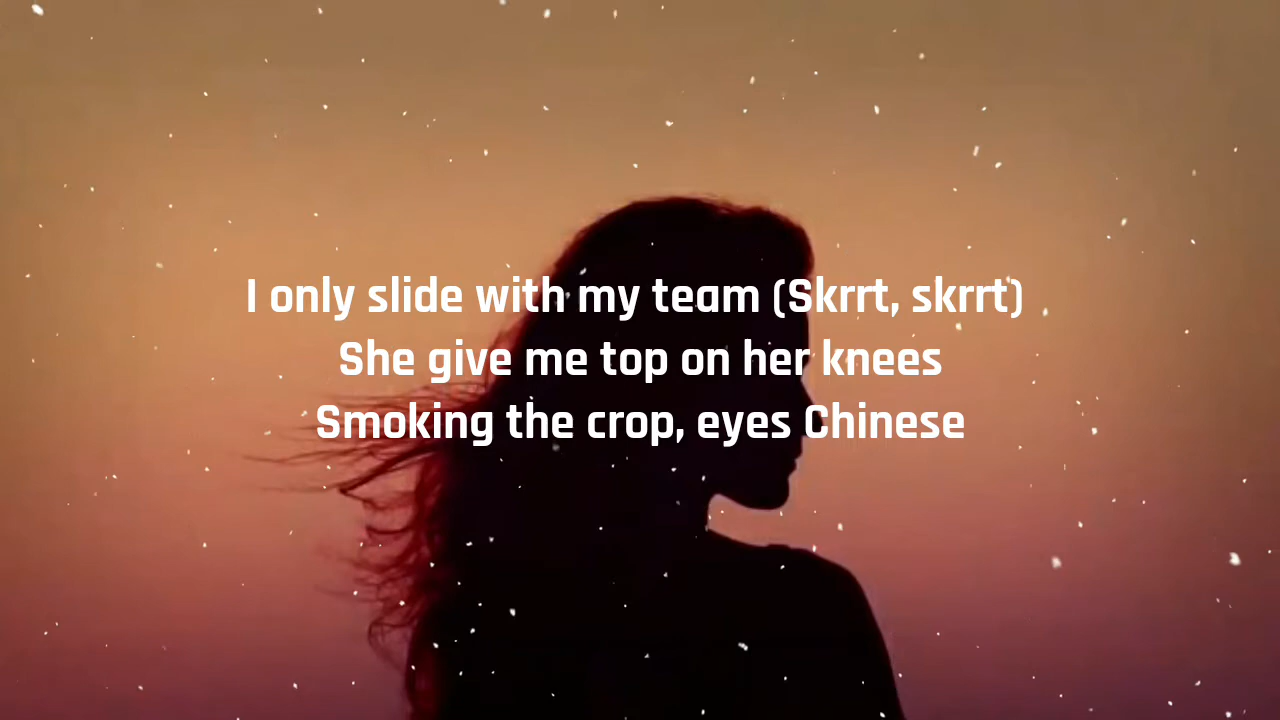 I only slide with my team (Skrrt, skrrt)
She give me top on her knees
Smoking the crop, eyes Chinese